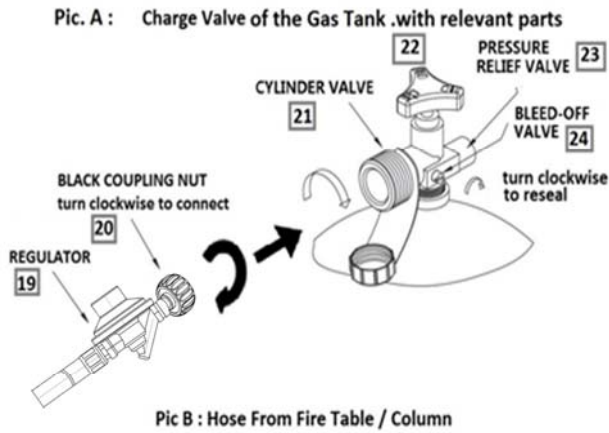 Pic. A : Charge Valve of the Gas Tank .with relevant parts
22
PRESSURE
RELIEF VALVE 23
CYLINDER VALVE
21
BLEED-OFF
VALVE 24
turn clockwise
to reseal
BLACK COUPLING NUT
turn clockwise to connect
20
REGULATOR
19
Pic B : Hose From Fire Table / Column